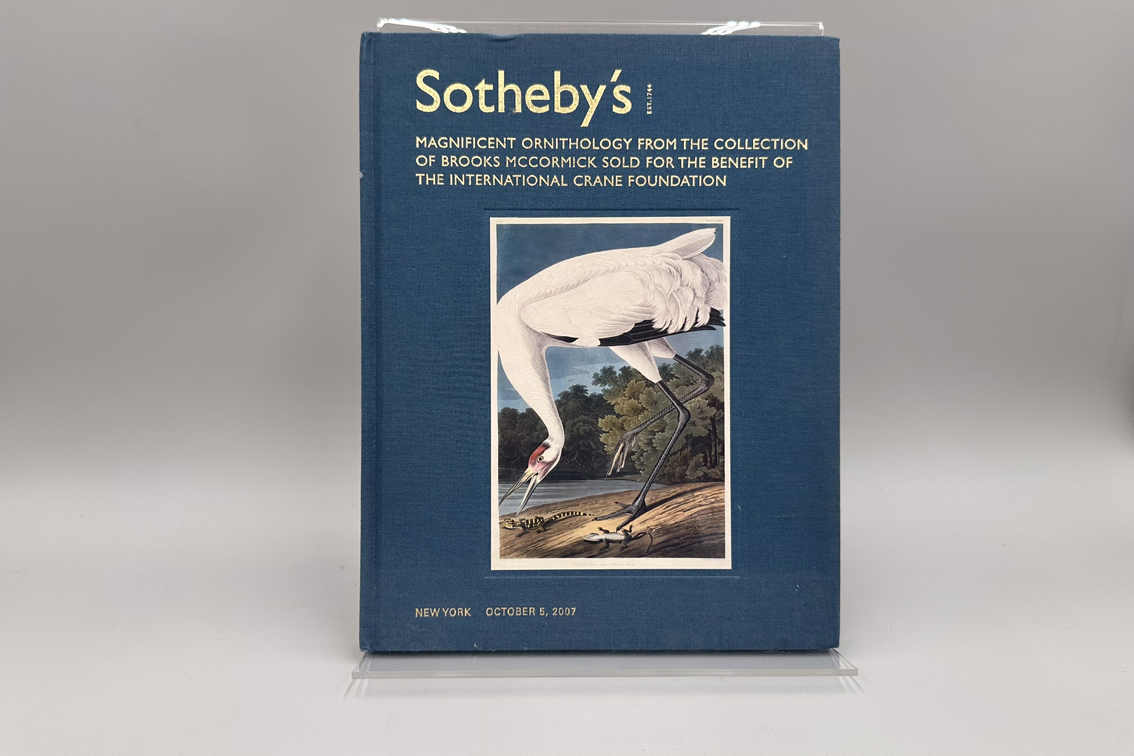 Sotheby's EST.1744
MAGNIFICENT ORNITHOLOGY FROM THE COLLECTION
OF BROOKS MCCORMICK SOLD FOR THE BENEFIT OF
THE INTERNATIONAL CRANE FOUNDATION
NEW YORK OCTOBER 5, 2007